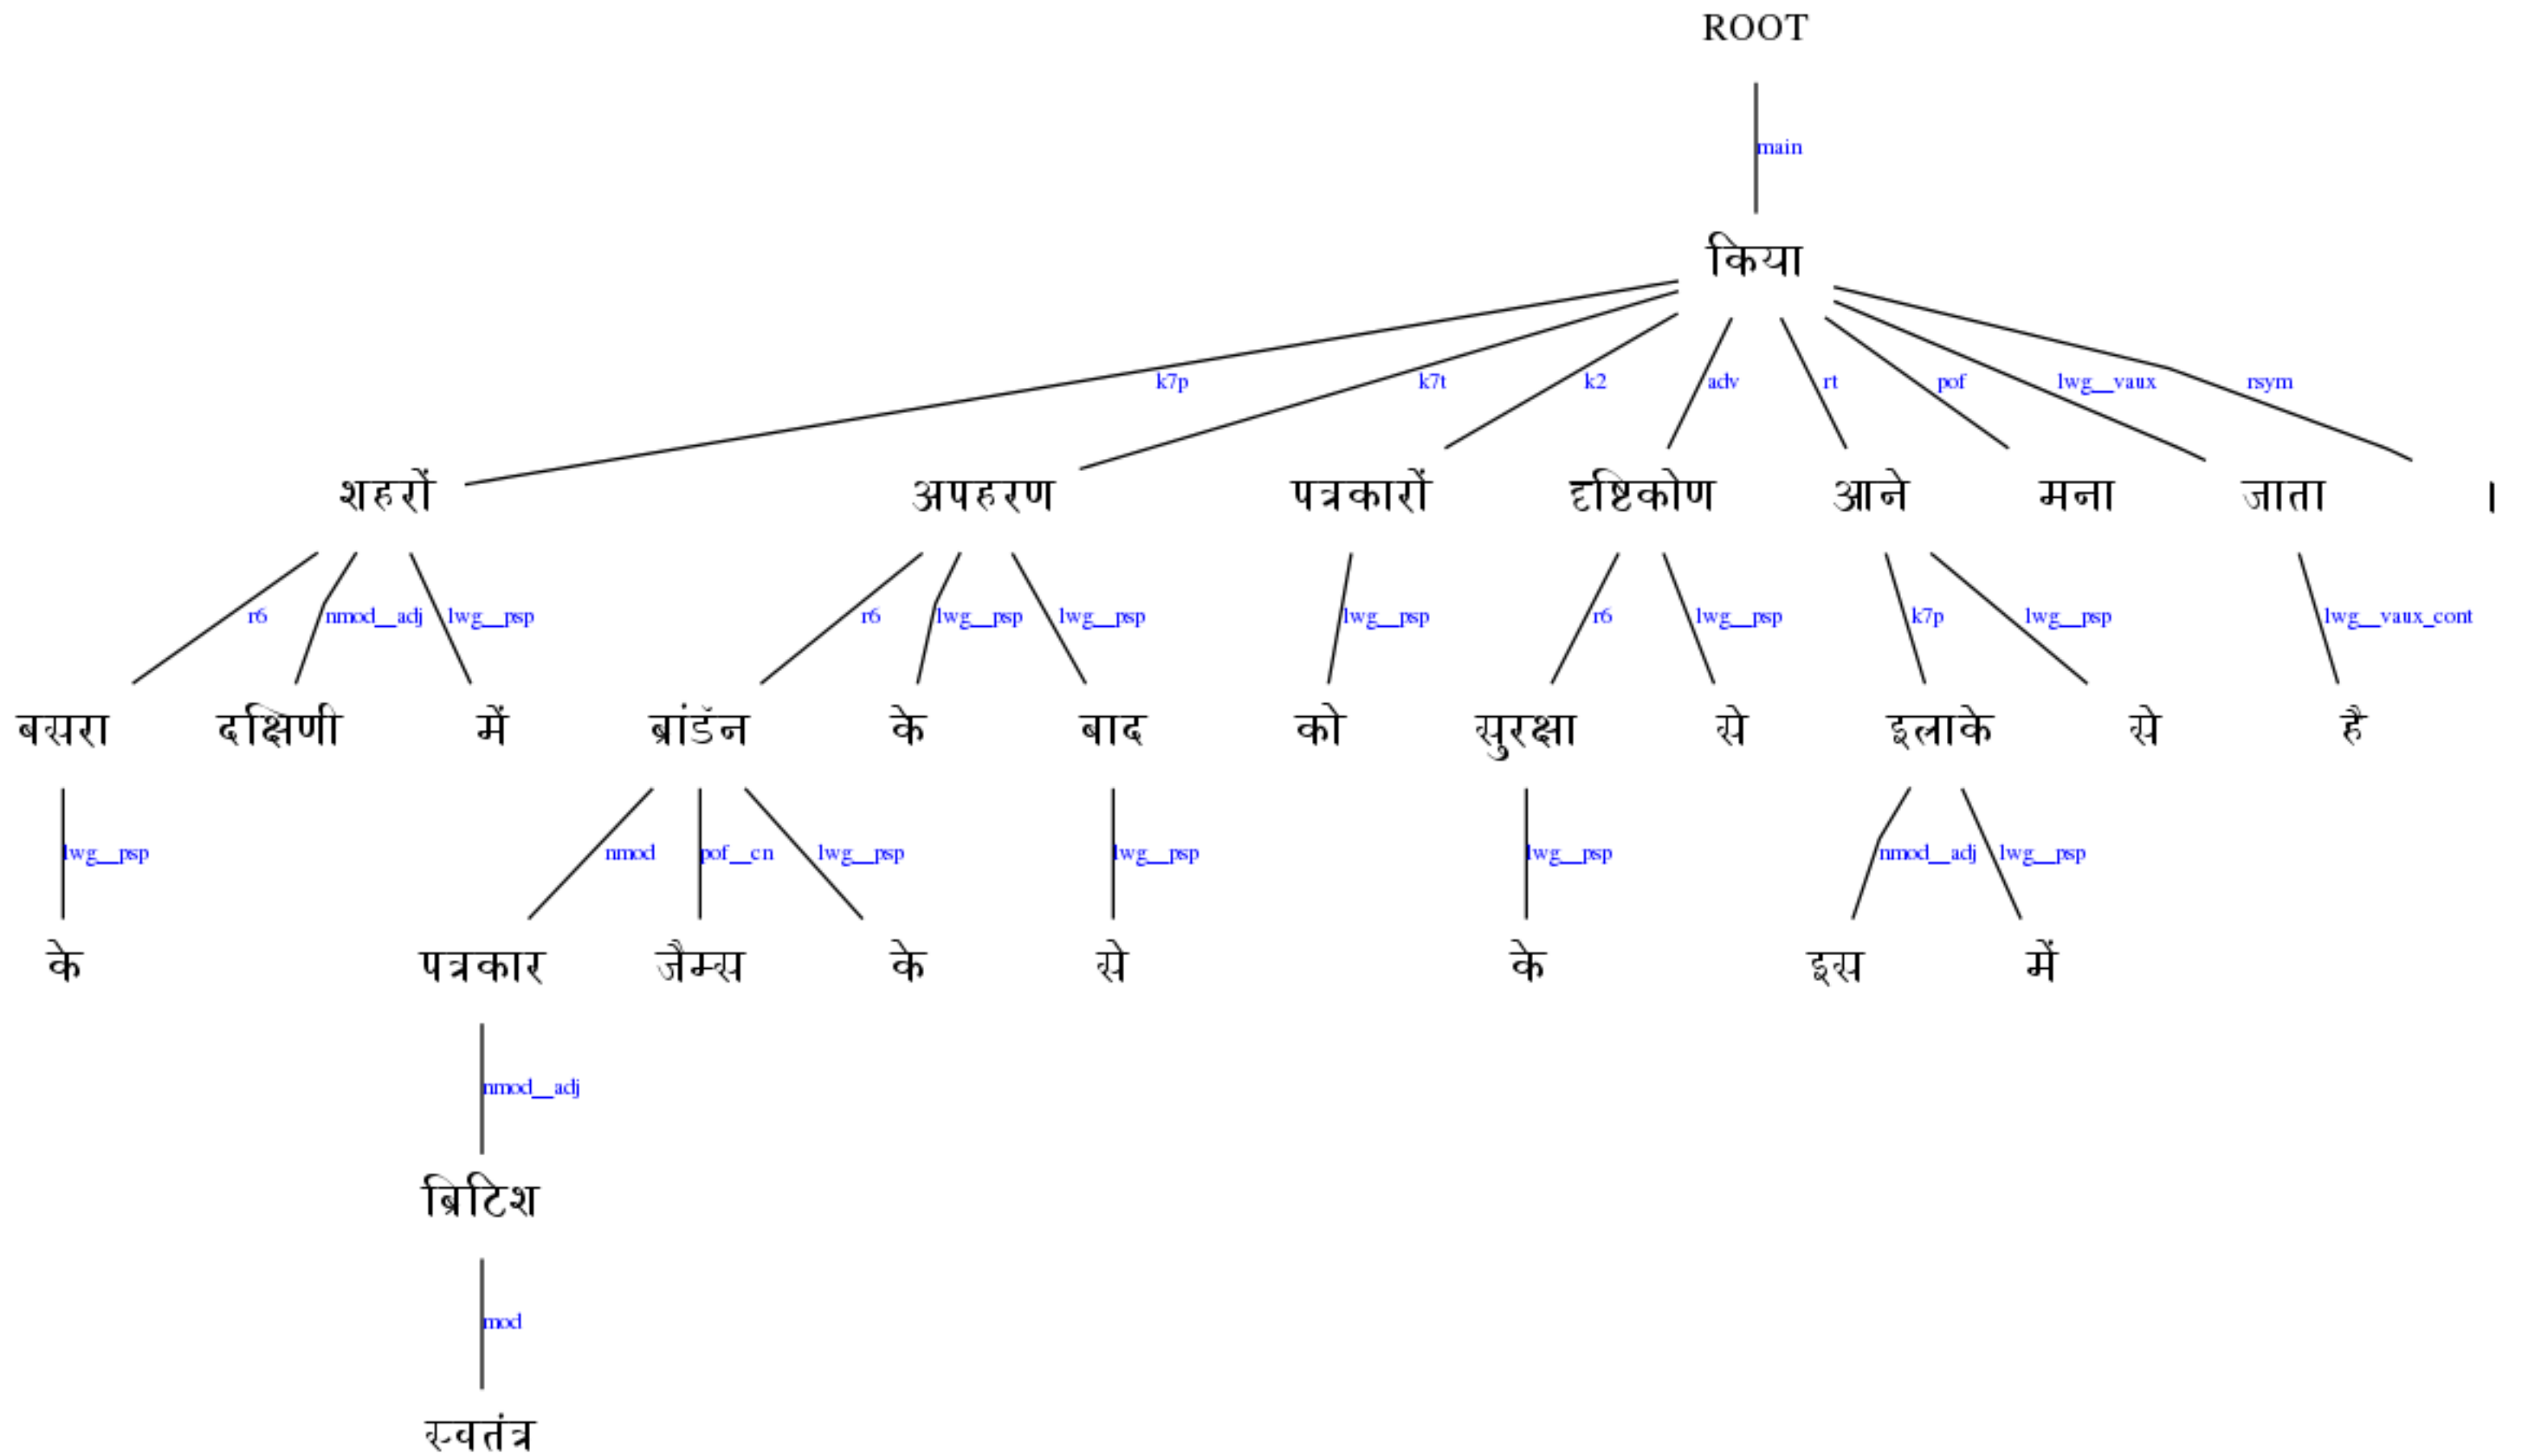 ROOT
main
किया
k7p k7t k2 adv rt pof lwg__vaux rsym
शहरों अपहरण पत्रकारों दृष्टिकोण आने मना जाता ।
r6 nmod__adj lwg__psp r6 lwg__psp lwg__psp lwg__psp r6 lwg__psp k7p lwg__psp lwg__vaux_cont
बसरा दक्षिणी में ब्रांडॅन के बाद को सुरक्षा से इलाके से है
lwg__psp nmod pof__cn lwg__psp lwg__psp lwg__psp nmod__adj lwg__psp
के पत्रकार जैम्स के से के इस में
nmod__adj
ब्रिटिश
mod
स्वतंत्र